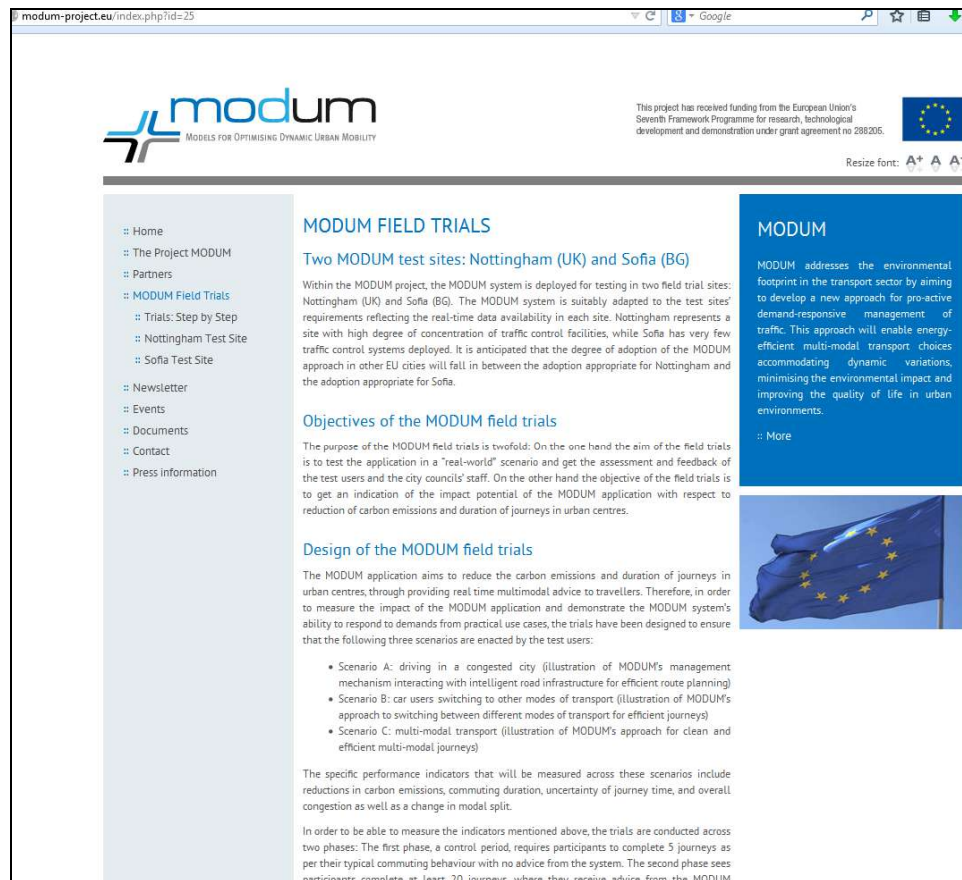 modum-project.eu/index.php?id=25
Google
modum
MODELS FOR OPTIMISING DYNAMIC URBAN MOBILITY
This project has received funding from the European Union's
Seventh Framework Programme for research, technological
development and demonstration under grant agreement no 288205.
Resize font: A+ A A
:: Home
:: The Project MODUM
:: Partners
:: MODUM Field Trials
:: Trials: Step by Step
:: Nottingham Test Site
:: Sofia Test Site
:: Newsletter
:: Events
:: Documents
:: Contact
:: Press information
MODUM FIELD TRIALS
Two MODUM test sites: Nottingham (UK) and Sofia (BG)
Within the MODUM project, the MODUM system is deployed for testing in two field trial sites:
Nottingham (UK) and Sofia (BG). The MODUM system is suitably adapted to the test sites'
requirements reflecting the real-time data availability in each site. Nottingham represents a
site with high degree of concentration of traffic control facilities, while Sofia has very few
traffic control systems deployed. It is anticipated that the degree of adoption of the MODUM
approach in other EU cities will fall in between the adoption appropriate for Nottingham and
the adoption appropriate for Sofia.
Objectives of the MODUM field trials
The purpose of the MODUM field trials is twofold: On the one hand the aim of the field trials
is to test the application in a "real-world" scenario and get the assessment and feedback of
the test users and the city councils' staff. On the other hand the objective of the field trials is
to get an indication of the impact potential of the MODUM application with respect to
reduction of carbon emissions and duration of journeys in urban centres.
Design of the MODUM field trials
The MODUM application aims to reduce the carbon emissions and duration of journeys in
urban centres, through providing real time multimodal advice to travellers. Therefore, in order
to measure the impact of the MODUM application and demonstrate the MODUM system's
ability to respond to demands from practical use cases, the trials have been designed to ensure
that the following three scenarios are enacted by the test users:
• Scenario A: driving in a congested city (illustration of MODUM's management
mechanism interacting with intelligent road infrastructure for efficient route planning)
• Scenario B: car users switching to other modes of transport (illustration of MODUM's
approach to switching between different modes of transport for efficient journeys)
• Scenario C: multi-modal transport (illustration of MODUM's approach for clean and
efficient multi-modal journeys)
The specific performance indicators that will be measured across these scenarios include
reductions in carbon emissions, commuting duration, uncertainty of journey time, and overall
congestion as well as a change in modal split.
In order to be able to measure the indicators mentioned above, the trials are conducted across
two phases: The first phase, a control period, requires participants to complete 5 journeys as
per their typical commuting behaviour with no advice from the system. The second phase sees
participants complete at least 20 journeys, where they receive advice from the MODUM
MODUM
MODUM addresses the environmental
footprint in the transport sector by aiming
to develop a new approach for pro-active
demand-responsive management of
traffic. This approach will enable energy-
efficient multi-modal transport choices
accommodating dynamic variations,
minimising the environmental impact and
improving the quality of life in urban
environments.
:: More